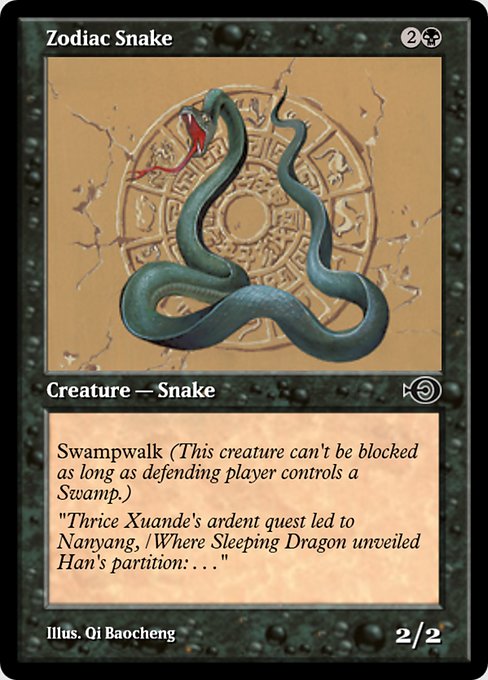 Zodiac Snake 2
Creature — Snake
Swampwalk (This creature can't be blocked
as long as defending player controls a
Swamp.)
"Thrice Xuande's ardent quest led to
Nanyang, /Where Sleeping Dragon unveiled
Han's partition: . . ."
Illus. Qi Baocheng
2/2